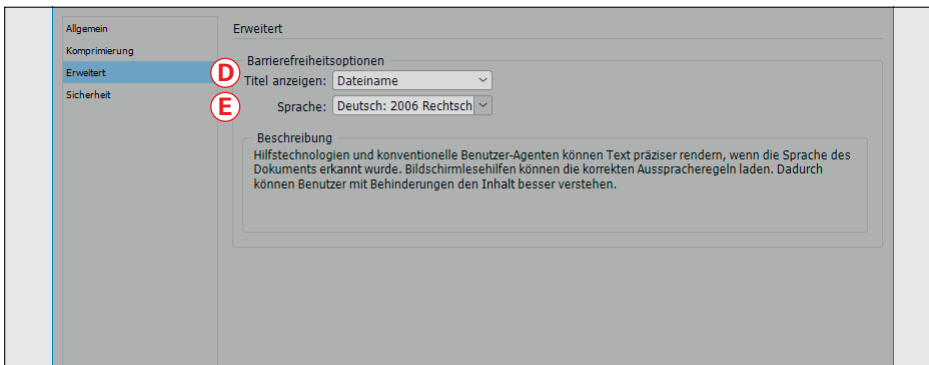 Allgemein
Komprimierung
Erweitert
Sicherheit
Erweitert
Barrierefreiheitsoptionen
D
Titel anzeigen: Dateiname
E
Sprache: Deutsch: 2006 Rechtsch
Beschreibung
Hilfstechnologien und konventionelle Benutzer-Agenten können Text präziser rendern, wenn die Sprache des
Dokuments erkannt wurde. Bildschirmlesehilfen können die korrekten Ausspracheregeln laden. Dadurch
können Benutzer mit Behinderungen den Inhalt besser verstehen.